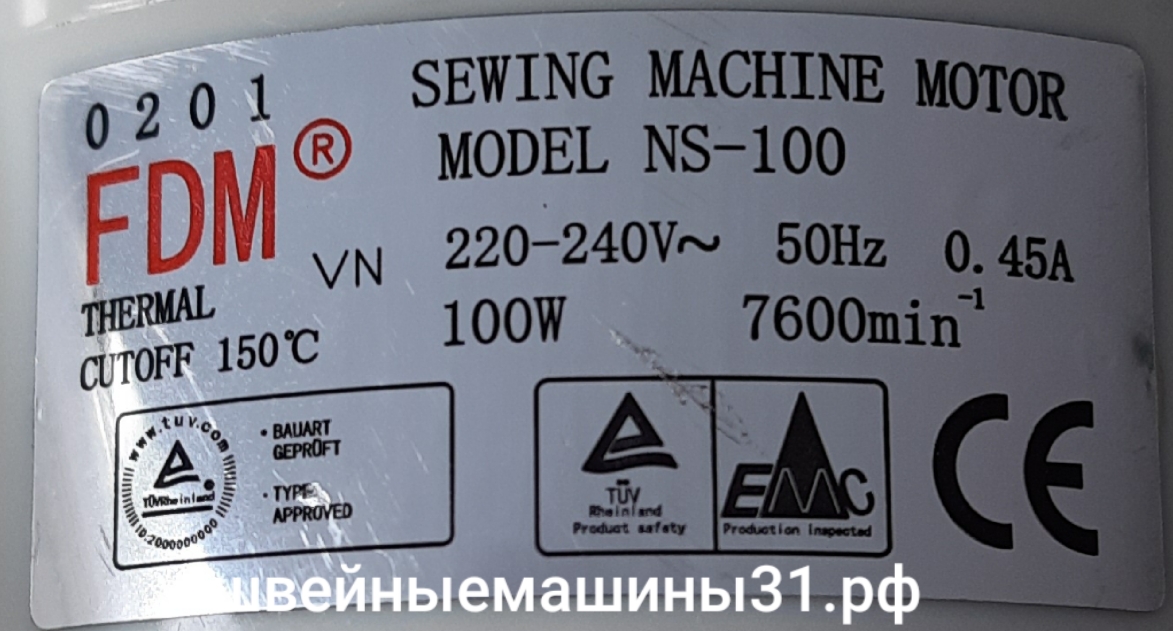 0201
SEWING MACHINE MOTOR
FDM®
MODEL NS-100
VN
220-240V~ 50Hz 0.45A
THERMAL
CUTOFF 150℃
100W 7600min⁻¹
www.tuv.com
TÜVRheinland
ID:2000000000
• BAUART
GEPRÜFT
• TYPE
APPROVED
TÜV
Rheinland
Product safety
EMC
Production inspected
CE
швейныемашины31.рф